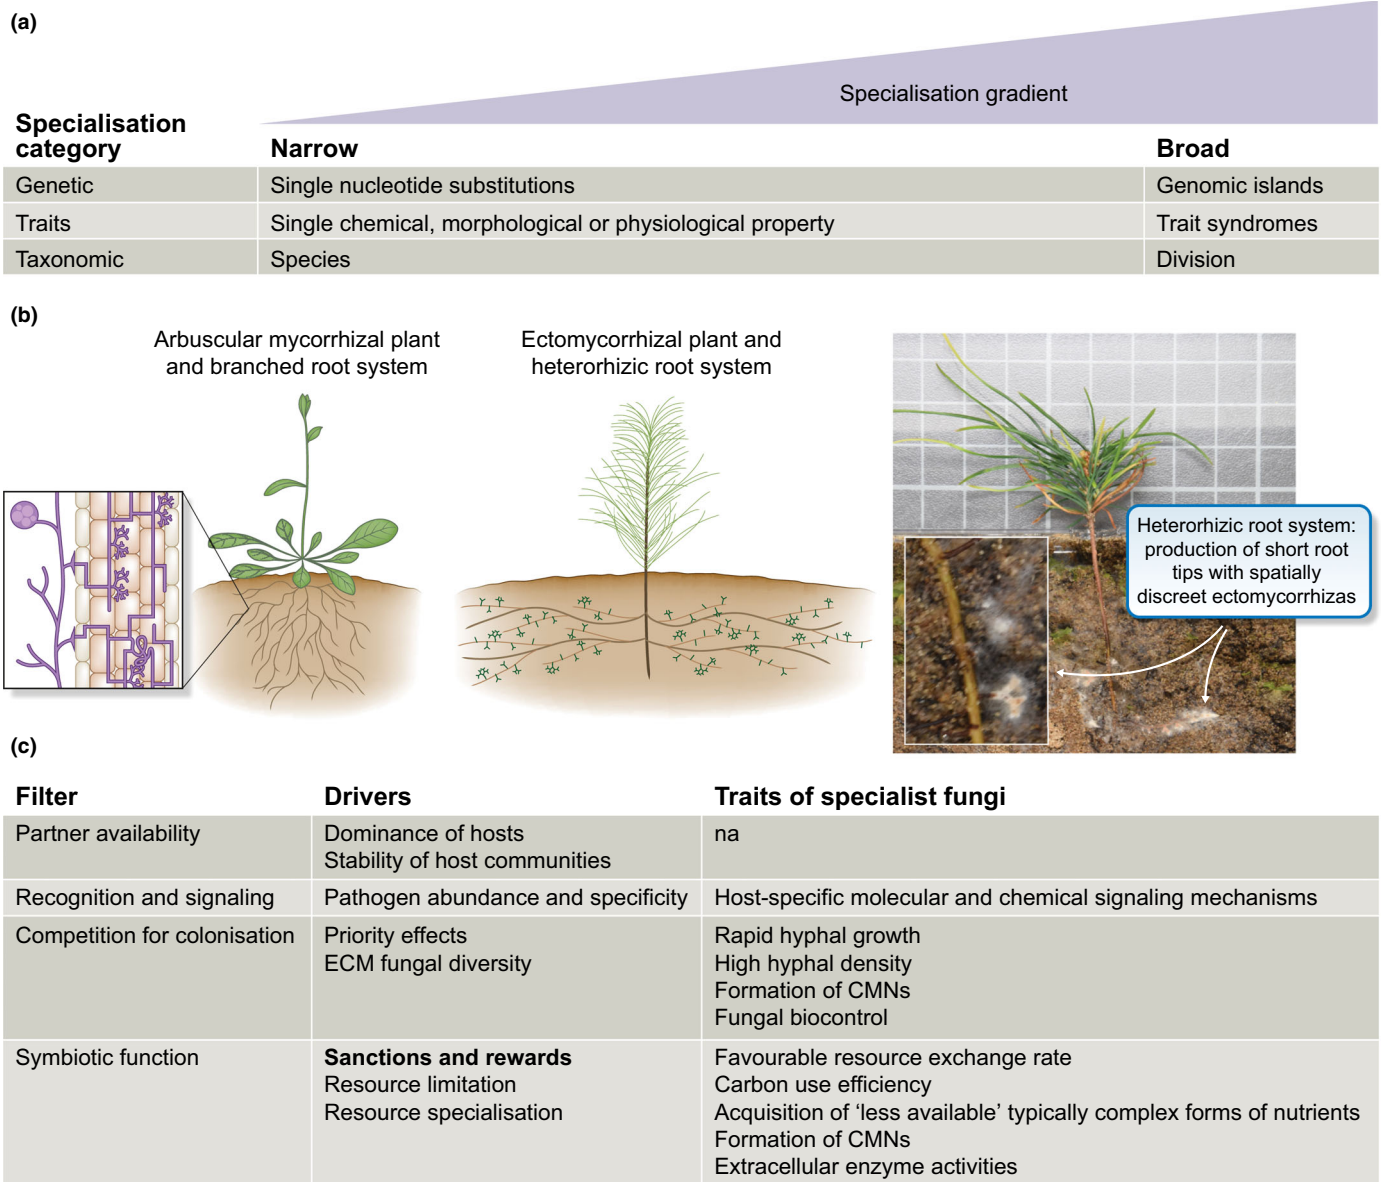 (a)
Specialisation gradient
Specialisation
category
Narrow
Broad
Genetic
Single nucleotide substitutions
Genomic islands
Traits
Single chemical, morphological or physiological property
Trait syndromes
Taxonomic
Species
Division
(b)
Arbuscular mycorrhizal plant
and branched root system
Ectomycorrhizal plant and
heterorhizic root system
Heterorhizic root system:
production of short root
tips with spatially
discreet ectomycorrhizas
(c)
Filter
Drivers
Traits of specialist fungi
Partner availability
Dominance of hosts
Stability of host communities
na
Recognition and signaling
Pathogen abundance and specificity
Host-specific molecular and chemical signaling mechanisms
Competition for colonisation
Priority effects
ECM fungal diversity
Rapid hyphal growth
High hyphal density
Formation of CMNs
Fungal biocontrol
Symbiotic function
Sanctions and rewards
Resource limitation
Resource specialisation
Favourable resource exchange rate
Carbon use efficiency
Acquisition of ‘less available’ typically complex forms of nutrients
Formation of CMNs
Extracellular enzyme activities